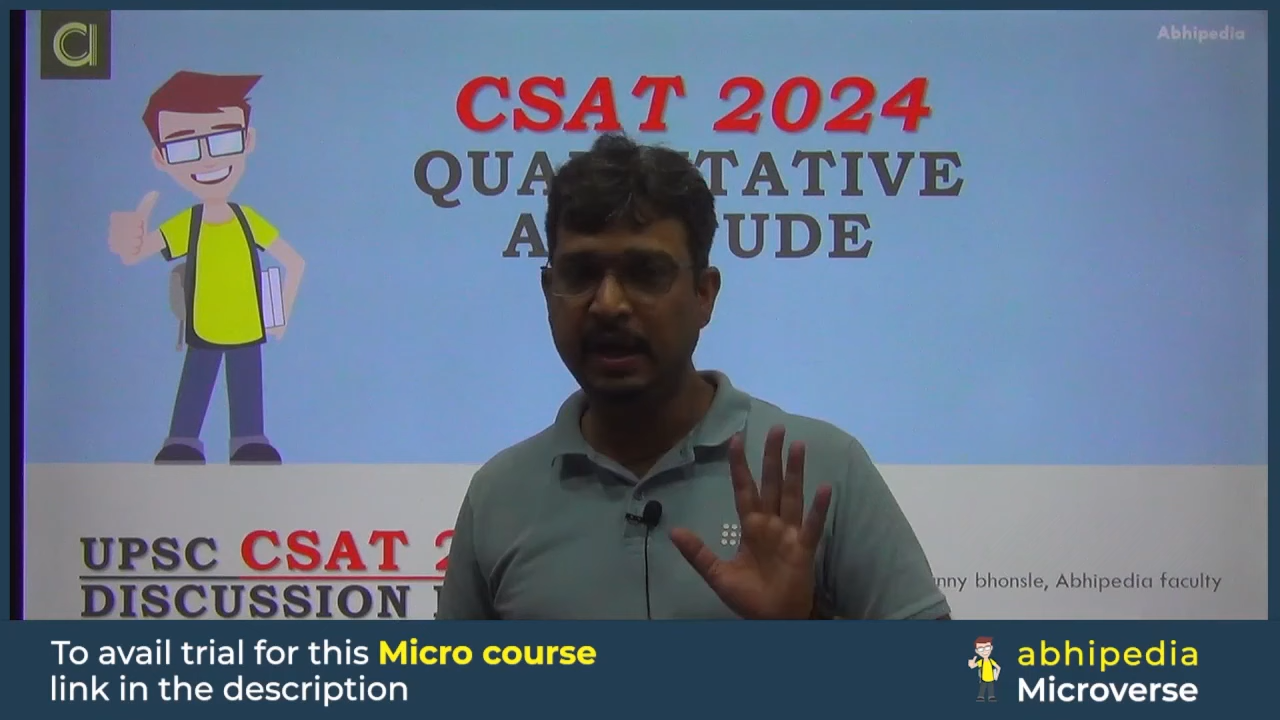 Abhipedia
CSAT 2024
QUA TATIVE
A UDE
UPSC CSAT
DISCUSSION
nny bhonsle, Abhipedia faculty
To avail trial for this Micro course
link in the description
abhipedia
Microverse